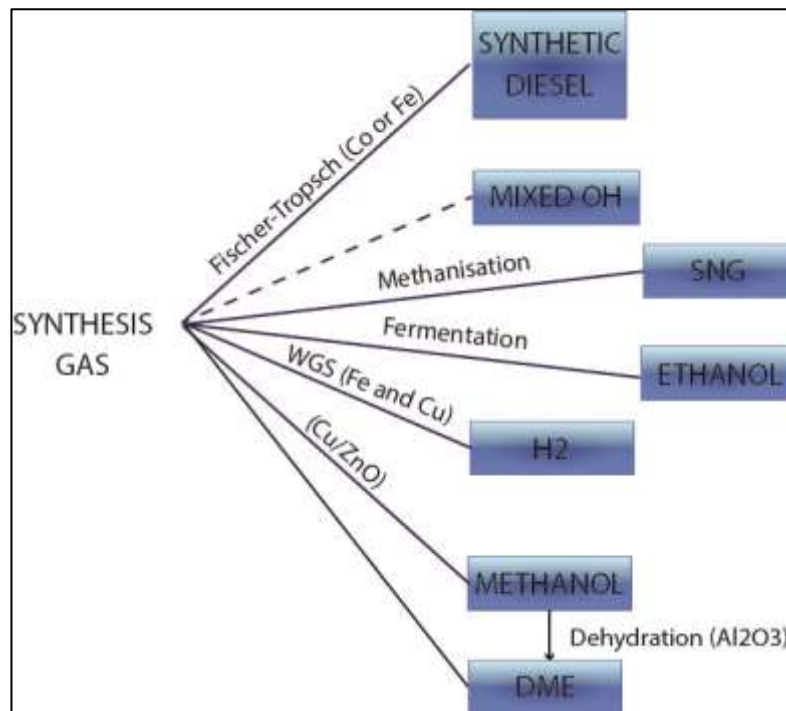 SYNTHETIC
DIESEL
Fischer-Tropsch (Co or Fe)
MIXED OH
Methanisation
SNG
SYNTHESIS
GAS
Fermentation
ETHANOL
WGS (Fe and Cu)
H2
(Cu/ZnO)
METHANOL
Dehydration (Al2O3)
DME